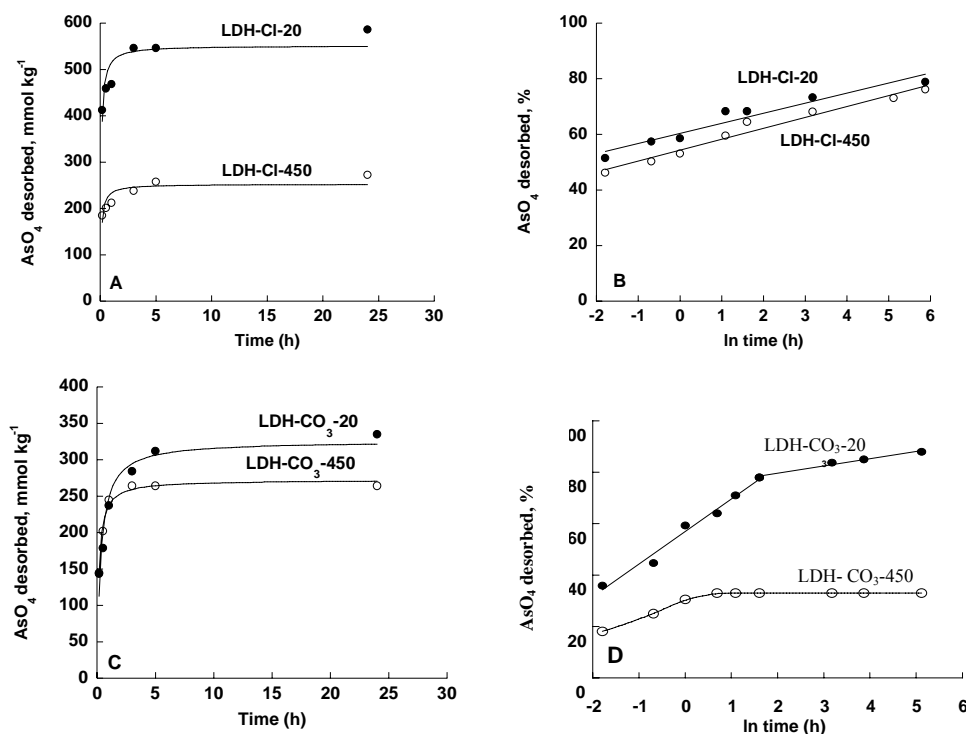 600
500
400
300
200
100
0
AsO4 desorbed, mmol kg-1
LDH-Cl-20
LDH-Cl-450
A
0 5 10 15 20 25 30
Time (h)
100
80
60
40
20
0
AsO4 desorbed, %
LDH-Cl-20
LDH-Cl-450
B
-2 -1 0 1 2 3 4 5 6
ln time (h)
400
350
300
250
200
150
100
50
0
AsO4 desorbed, mmol kg-1
LDH-CO3-20
LDH-CO3-450
C
0 5 10 15 20 25 30
Time (h)
00
80
60
40
20
0
AsO4 desorbed, %
LDH-CO3-20
3
LDH- CO3-450
D
-2 -1 0 1 2 3 4 5 6
ln time (h)